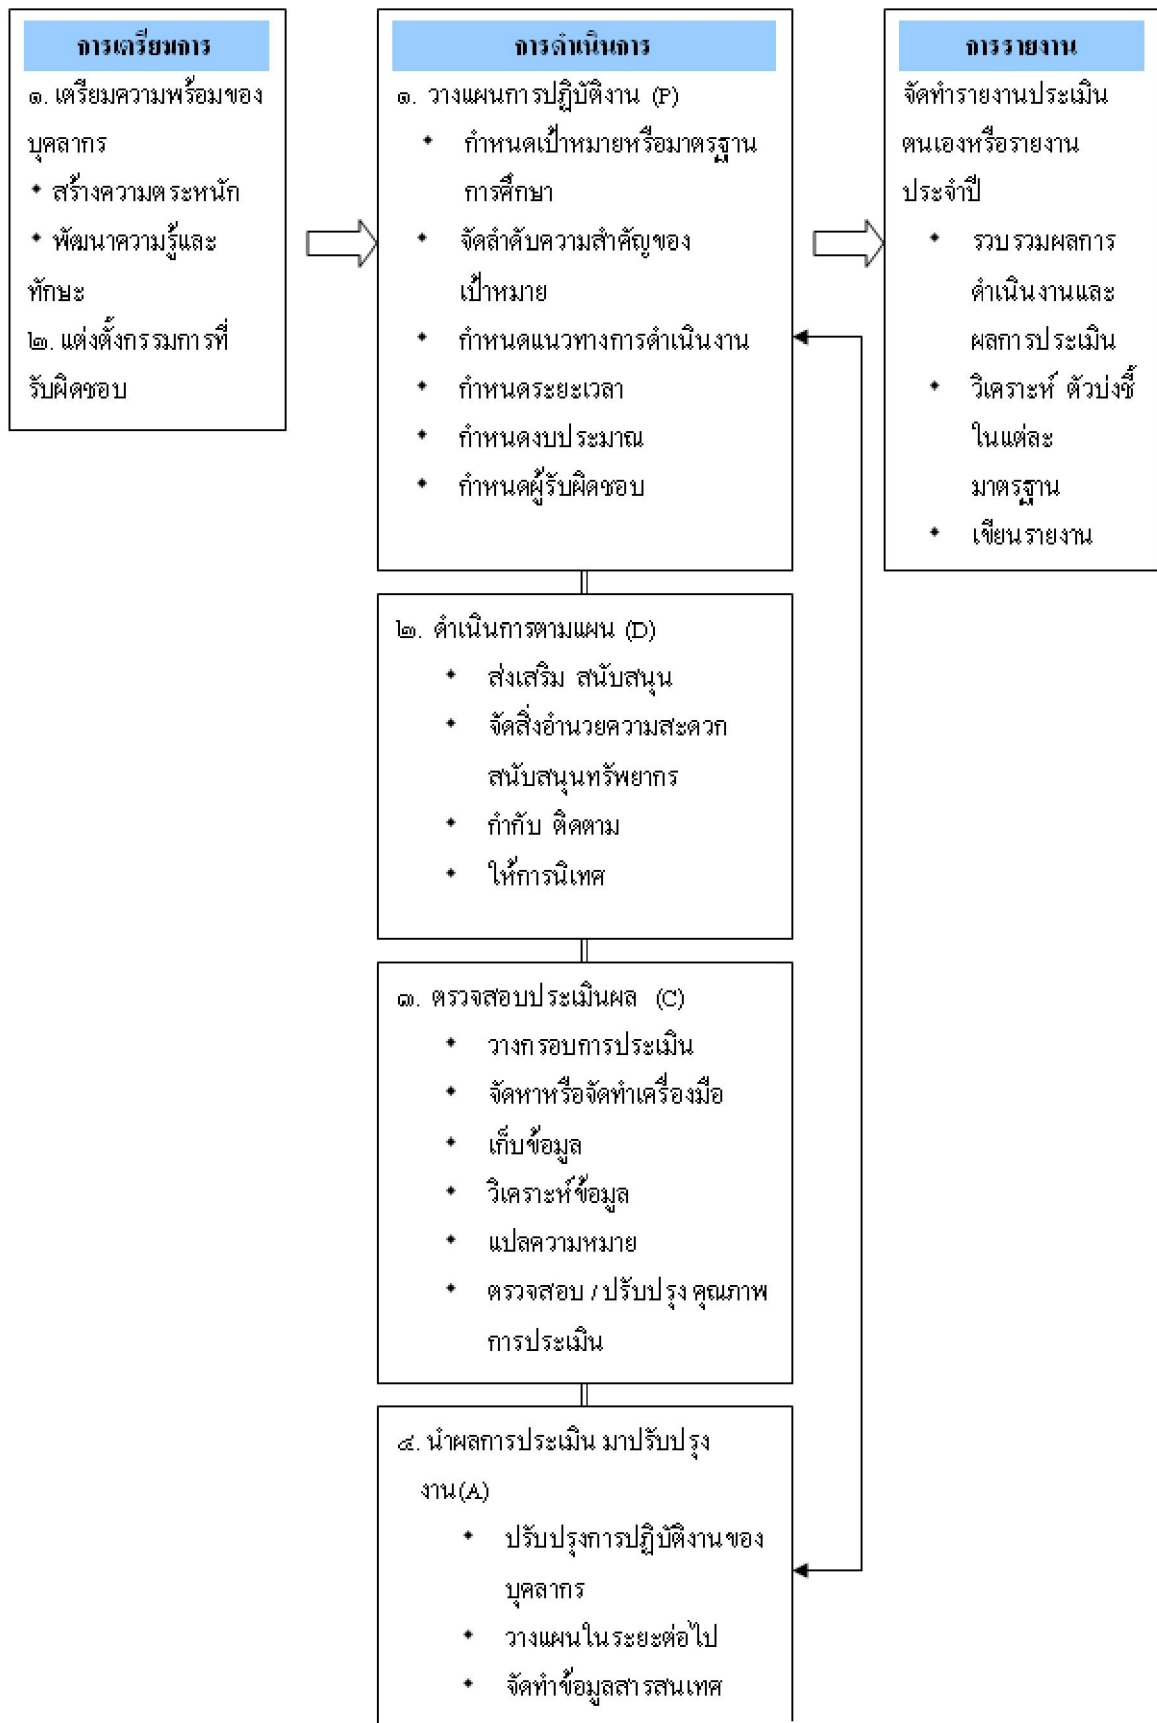 การเตรียมการ
๑. เตรียมความพร้อมของ
บุคลากร
• สร้างความตระหนัก
• พัฒนาความรู้และ
ทักษะ
๒. แต่งตั้งกรรมการที่
รับผิดชอบ
การดำเนินการ
๑. วางแผนการปฏิบัติงาน (P)
• กำหนดเป้าหมายหรือมาตรฐาน
การศึกษา
• จัดลำดับความสำคัญของ
เป้าหมาย
• กำหนดแนวทางการดำเนินงาน
• กำหนดระยะเวลา
• กำหนดงบประมาณ
• กำหนดผู้รับผิดชอบ
๒. ดำเนินการตามแผน (D)
• ส่งเสริม สนับสนุน
• จัดสิ่งอำนวยความสะดวก
สนับสนุนทรัพยากร
• กำกับ ติดตาม
• ให้การนิเทศ
๓. ตรวจสอบประเมินผล (C)
• วางกรอบการประเมิน
• จัดหาหรือจัดทำเครื่องมือ
• เก็บข้อมูล
• วิเคราะห์ข้อมูล
• แปลความหมาย
• ตรวจสอบ / ปรับปรุง คุณภาพ
การประเมิน
๔. นำผลการประเมิน มาปรับปรุง
งาน(A)
• ปรับปรุงการปฏิบัติงานของ
บุคลากร
• วางแผนในระยะต่อไป
• จัดทำข้อมูลสารสนเทศ
การรายงาน
จัดทำรายงานประเมิน
ตนเองหรือรายงาน
ประจำปี
• รวบรวมผลการ
ดำเนินงานและ
ผลการประเมิน
• วิเคราะห์ ตัวบ่งชี้
ในแต่ละ
มาตรฐาน
• เขียนรายงาน